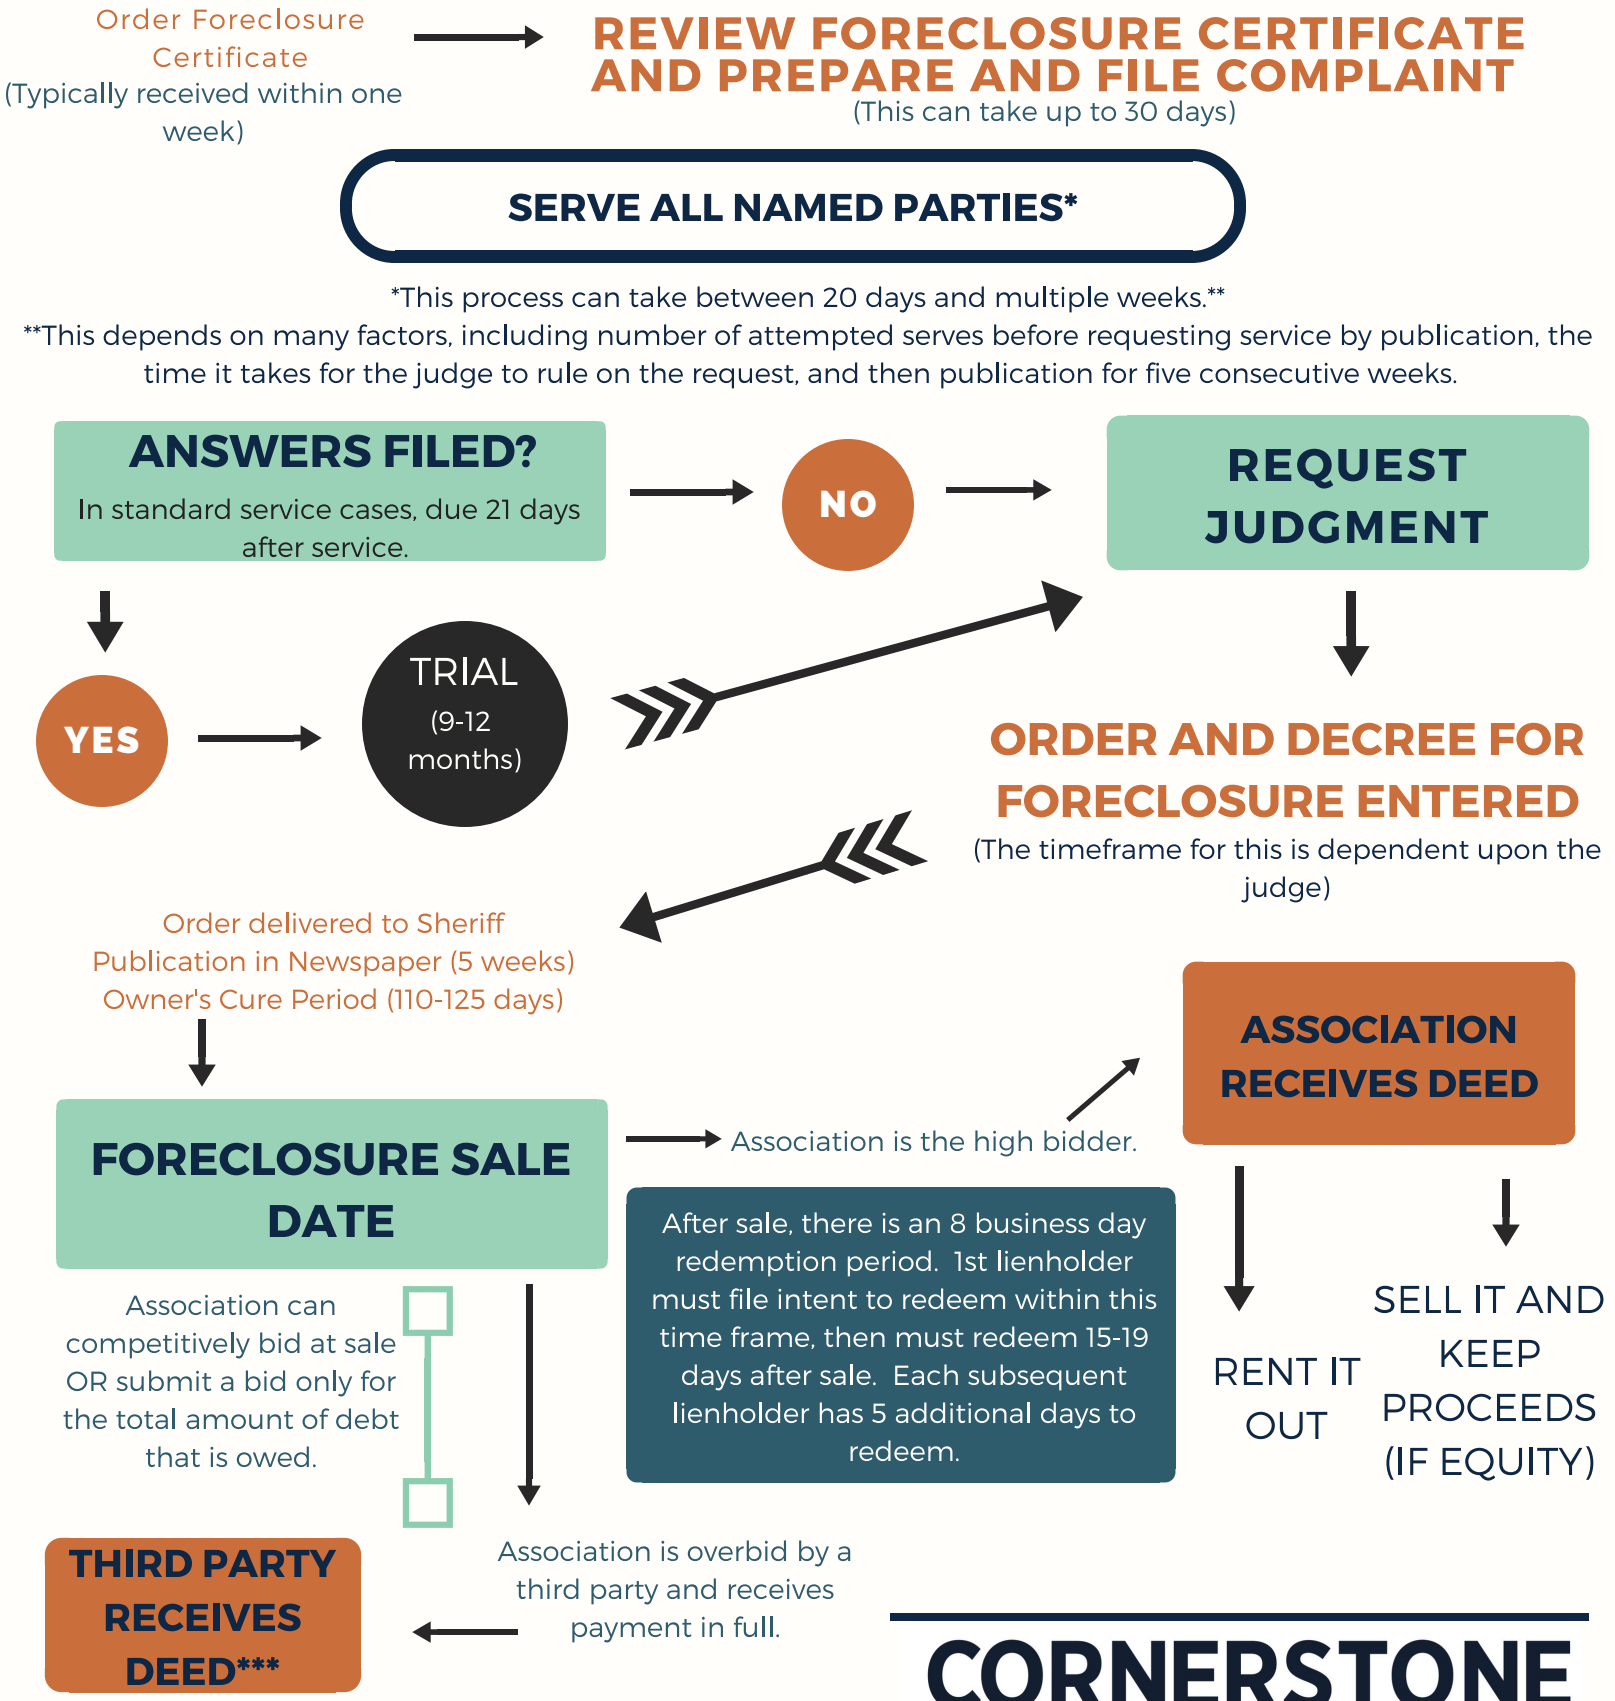 Order Foreclosure
Certificate
(Typically received within one
week)
REVIEW FORECLOSURE CERTIFICATE
AND PREPARE AND FILE COMPLAINT
(This can take up to 30 days)
SERVE ALL NAMED PARTIES*
*This process can take between 20 days and multiple weeks.**
**This depends on many factors, including number of attempted serves before requesting service by publication, the
time it takes for the judge to rule on the request, and then publication for five consecutive weeks.
ANSWERS FILED?
In standard service cases, due 21 days
after service.
NO
REQUEST
JUDGMENT
YES
TRIAL
(9-12
months)
ORDER AND DECREE FOR
FORECLOSURE ENTERED
(The timeframe for this is dependent upon the
judge)
Order delivered to Sheriff
Publication in Newspaper (5 weeks)
Owner's Cure Period (110-125 days)
FORECLOSURE SALE
DATE
Association is the high bidder.
ASSOCIATION
RECEIVES DEED
After sale, there is an 8 business day
redemption period. 1st lienholder
must file intent to redeem within this
time frame, then must redeem 15-19
days after sale. Each subsequent
lienholder has 5 additional days to
redeem.
RENT IT
OUT
SELL IT AND
KEEP
PROCEEDS
(IF EQUITY)
Association can
competitively bid at sale
OR submit a bid only for
the total amount of debt
that is owed.
Association is overbid by a
third party and receives
payment in full.
THIRD PARTY
RECEIVES
DEED***
CORNERSTONE